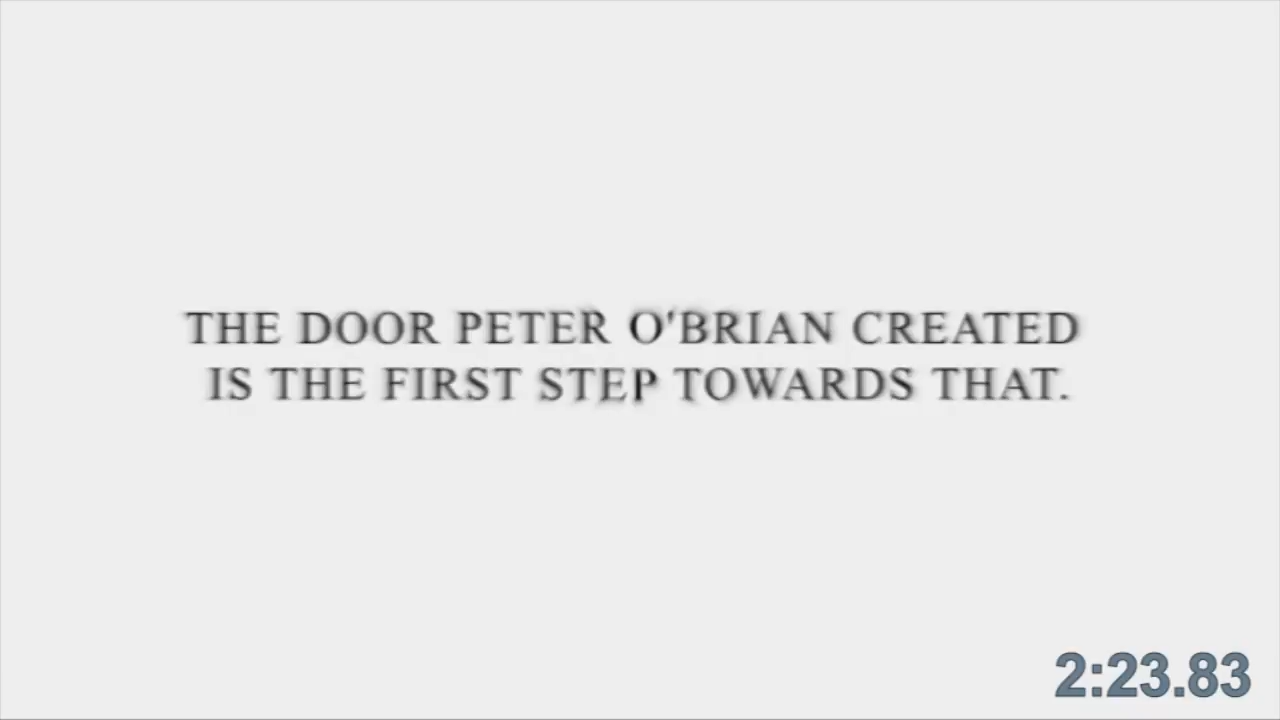 THE DOOR PETER O'BRIAN CREATED
IS THE FIRST STEP TOWARDS THAT.
2:23.83